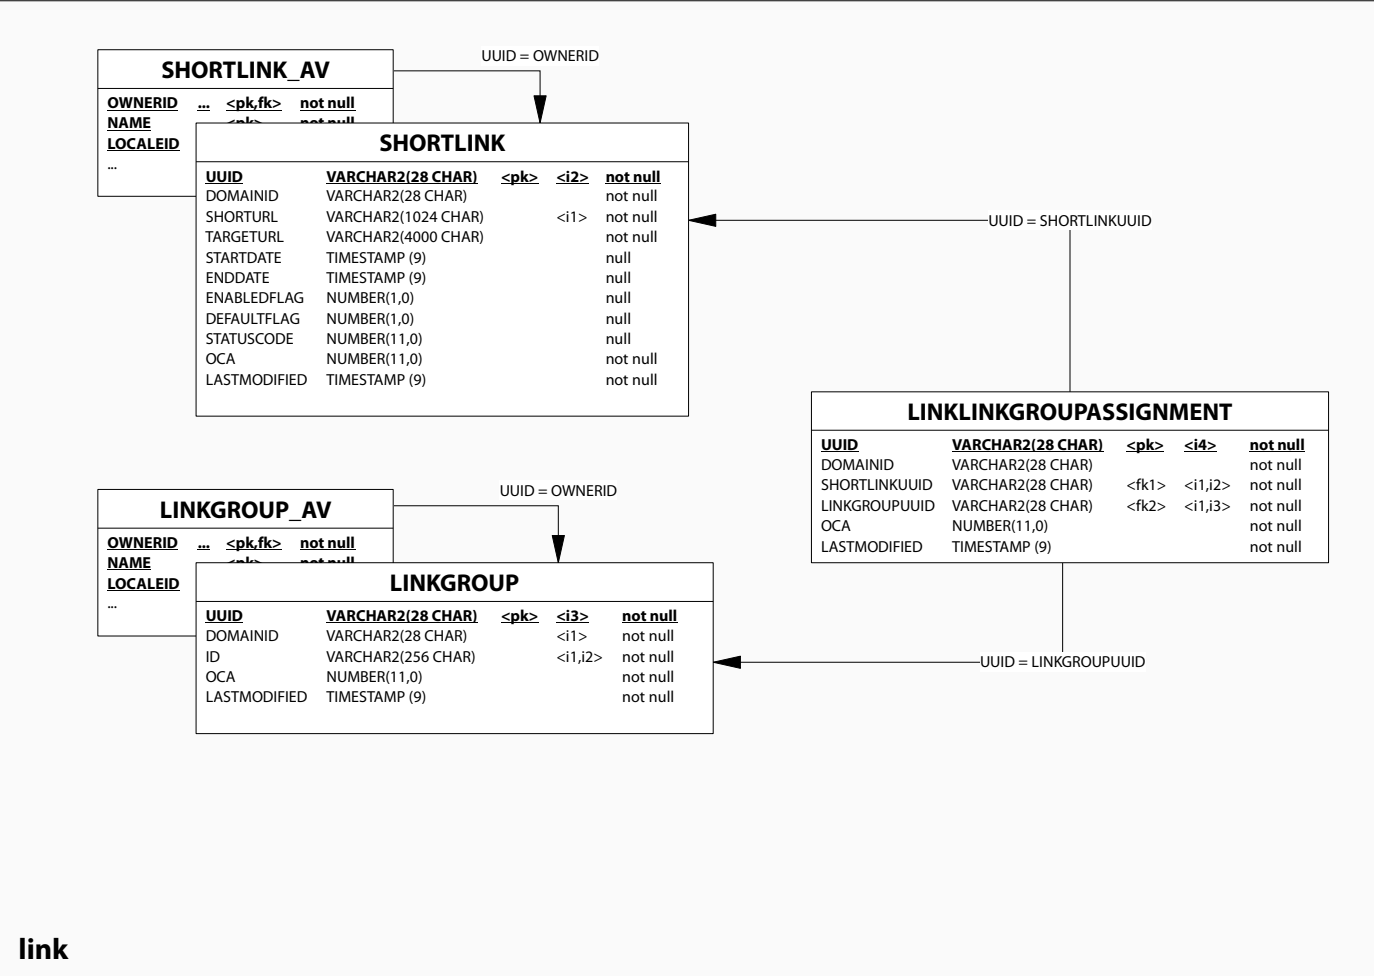 UUID = OWNERID
SHORTLINK_AV
OWNERID ... <pk,fk> not null
NAME <pk> not null
LOCALEID
...
SHORTLINK
UUID VARCHAR2(28 CHAR) <pk> <i2> not null
DOMAINID VARCHAR2(28 CHAR) not null
SHORTURL VARCHAR2(1024 CHAR) <i1> not null
TARGETURL VARCHAR2(4000 CHAR) not null
STARTDATE TIMESTAMP (9) null
ENDDATE TIMESTAMP (9) null
ENABLEDFLAG NUMBER(1,0) null
DEFAULTFLAG NUMBER(1,0) null
STATUSCODE NUMBER(11,0) null
OCA NUMBER(11,0) not null
LASTMODIFIED TIMESTAMP (9) not null
UUID = SHORTLINKUUID
LINKLINKGROUPASSIGNMENT
UUID VARCHAR2(28 CHAR) <pk> <i4> not null
DOMAINID VARCHAR2(28 CHAR) not null
SHORTLINKUUID VARCHAR2(28 CHAR) <fk1> <i1,i2> not null
LINKGROUPUUID VARCHAR2(28 CHAR) <fk2> <i1,i3> not null
OCA NUMBER(11,0) not null
LASTMODIFIED TIMESTAMP (9) not null
UUID = OWNERID
LINKGROUP_AV
OWNERID ... <pk,fk> not null
NAME <pk> not null
LOCALEID
...
LINKGROUP
UUID VARCHAR2(28 CHAR) <pk> <i3> not null
DOMAINID VARCHAR2(28 CHAR) <i1> not null
ID VARCHAR2(256 CHAR) <i1,i2> not null
OCA NUMBER(11,0) not null
LASTMODIFIED TIMESTAMP (9) not null
UUID = LINKGROUPUUID
link